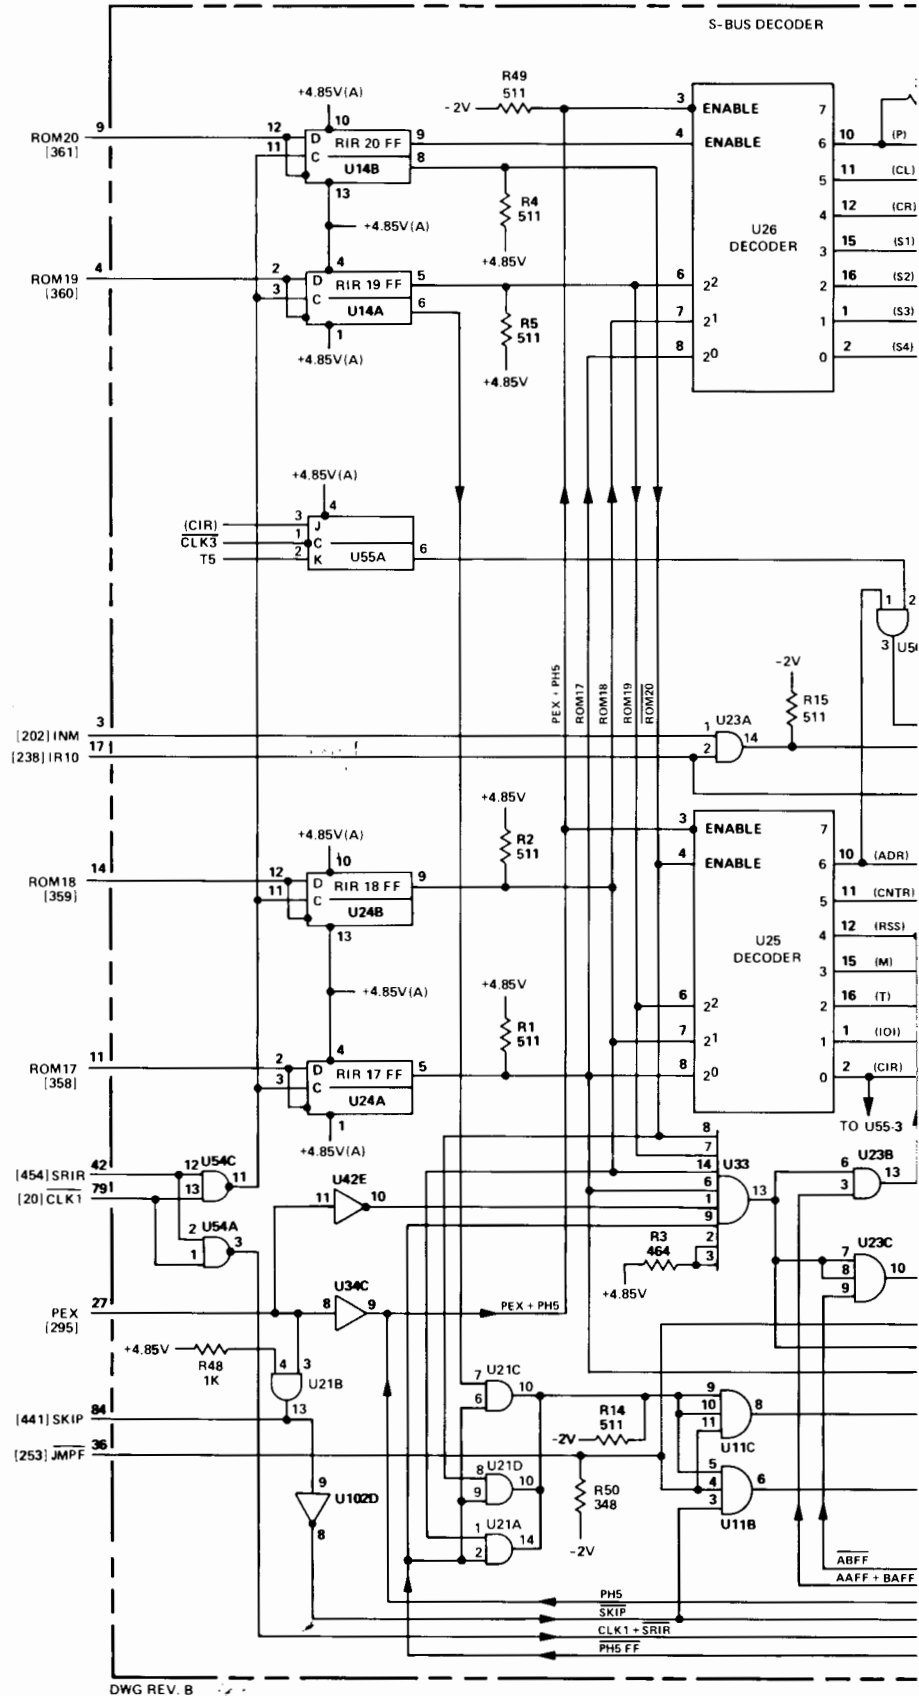 S-BUS DECODER
+4.85V(A)
R49
511
-2V
3 ENABLE 7
9
ROM20
[361]
12
11
10
D
C
RIR 20 FF
U14B
9
8
13
4 ENABLE
6 10 (P)
5 11 (CL)
4 12 (CR)
3 15 (S1)
2 16 (S2)
1 1 (S3)
0 2 (S4)
U26
DECODER
R4
511
+4.85V
+4.85V(A)
4
ROM19
[360]
2
3
4
D
C
RIR 19 FF
U14A
5
6
1
+4.85V(A)
R5
511
+4.85V
6 2²
7 2¹
8 2⁰
+4.85V(A)
4
(CIR) 3 J
CLK3 1 C
T5 2 K
U55A
6
1 2
3
PEX + PH5
ROM17
ROM18
ROM19
ROM20
-2V
R15
511
U23A
1
2
14
3
[202] INM
17
[238] IR10
+4.85V
R2
511
3 ENABLE 7
4 ENABLE
+4.85V(A)
14
ROM18
[359]
12
11
10
D
C
RIR 18 FF
U24B
9
13
6 10 (ADR)
5 11 (CNTR)
4 12 (RSS)
3 15 (M)
2 16 (T)
1 1 (IOI)
0 2 (CIR)
U25
DECODER
+4.85V(A)
+4.85V
R1
511
6 2²
7 2¹
8 2⁰
11
ROM17
[358]
2
3
4
D
C
RIR 17 FF
U24A
5
1
+4.85V(A)
TO U55-3
42
[454] SRIR
79
[20] CLK1
U54C
12
13
11
U54A
2
1
3
U42E
11 10
8
7
14
6
1
9
2
3
U33
13
U23B
6
3
13
R3
464
+4.85V
U23C
7
8
9
10
27
PEX
[295]
U34C
8 9
PEX + PH5
+4.85V
R48
1K
4 3
U21B
13
84
[441] SKIP
36
[253] JMPF
U21C
7
6
10
R14
511
-2V
9
10
11
8
U11C
9
U102D
8
U21D
8
9
10
R50
348
-2V
5
4
3
6
U11B
U21A
1
2
14
ABFF
AAFF + BAFF
PH5
SKIP
CLK1 + SRIR
PH5 FF
DWG REV. B